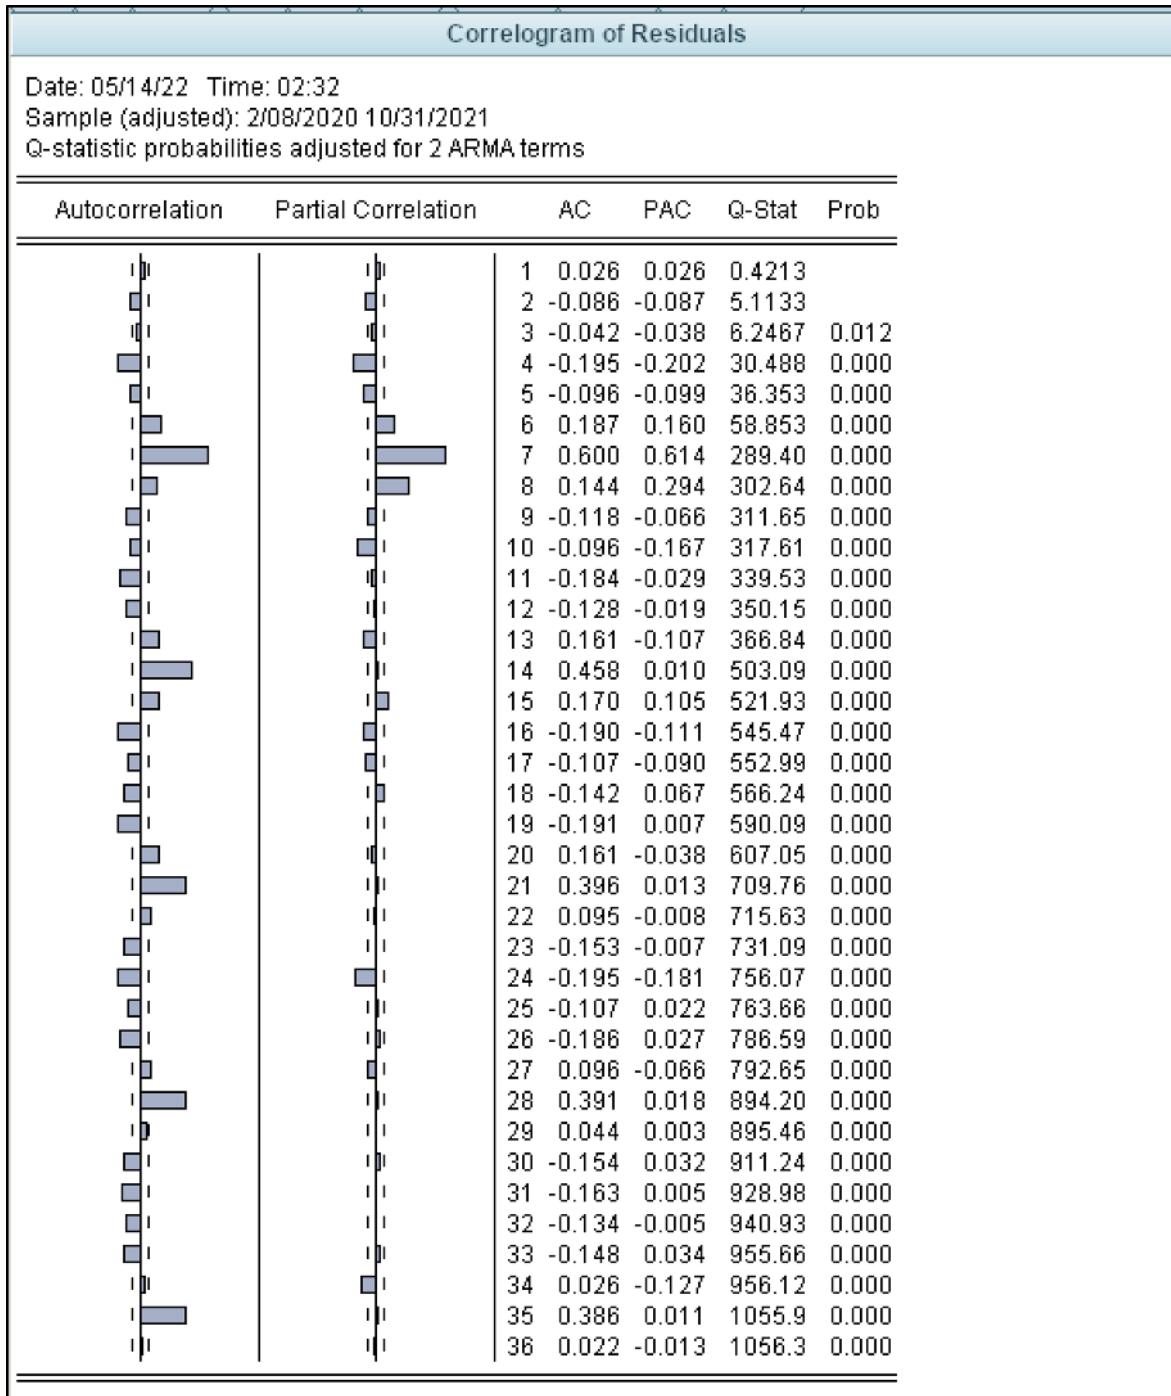 Correlogram of Residuals
Date: 05/14/22 Time: 02:32
Sample (adjusted): 2/08/2020 10/31/2021
Q-statistic probabilities adjusted for 2 ARMA terms
Autocorrelation Partial Correlation AC PAC Q-Stat Prob
1 0.026 0.026 0.4213
2 -0.086 -0.087 5.1133
3 -0.042 -0.038 6.2467 0.012
4 -0.195 -0.202 30.488 0.000
5 -0.096 -0.099 36.353 0.000
6 0.187 0.160 58.853 0.000
7 0.600 0.614 289.40 0.000
8 0.144 0.294 302.64 0.000
9 -0.118 -0.066 311.65 0.000
10 -0.096 -0.167 317.61 0.000
11 -0.184 -0.029 339.53 0.000
12 -0.128 -0.019 350.15 0.000
13 0.161 -0.107 366.84 0.000
14 0.458 0.010 503.09 0.000
15 0.170 0.105 521.93 0.000
16 -0.190 -0.111 545.47 0.000
17 -0.107 -0.090 552.99 0.000
18 -0.142 0.067 566.24 0.000
19 -0.191 0.007 590.09 0.000
20 0.161 -0.038 607.05 0.000
21 0.396 0.013 709.76 0.000
22 0.095 -0.008 715.63 0.000
23 -0.153 -0.007 731.09 0.000
24 -0.195 -0.181 756.07 0.000
25 -0.107 0.022 763.66 0.000
26 -0.186 0.027 786.59 0.000
27 0.096 -0.066 792.65 0.000
28 0.391 0.018 894.20 0.000
29 0.044 0.003 895.46 0.000
30 -0.154 0.032 911.24 0.000
31 -0.163 0.005 928.98 0.000
32 -0.134 -0.005 940.93 0.000
33 -0.148 0.034 955.66 0.000
34 0.026 -0.127 956.12 0.000
35 0.386 0.011 1055.9 0.000
36 0.022 -0.013 1056.3 0.000